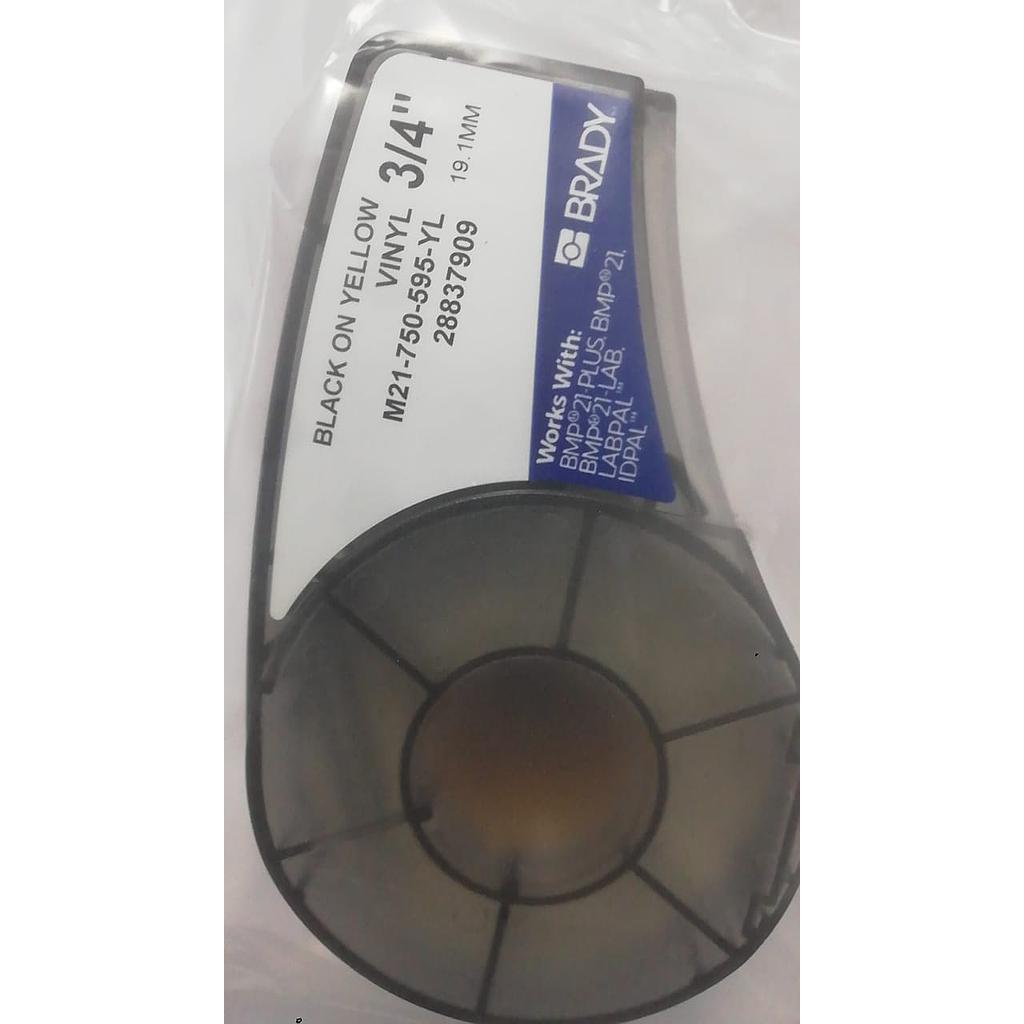 BLACK ON YELLOW
VINYL 3/4"
M21-750-595-YL 19.1MM
28837909
BRADY
Works With:
BMP®21-PLUS, BMP®21,
BMP®21-LAB,
LABPAL™
IDPAL™